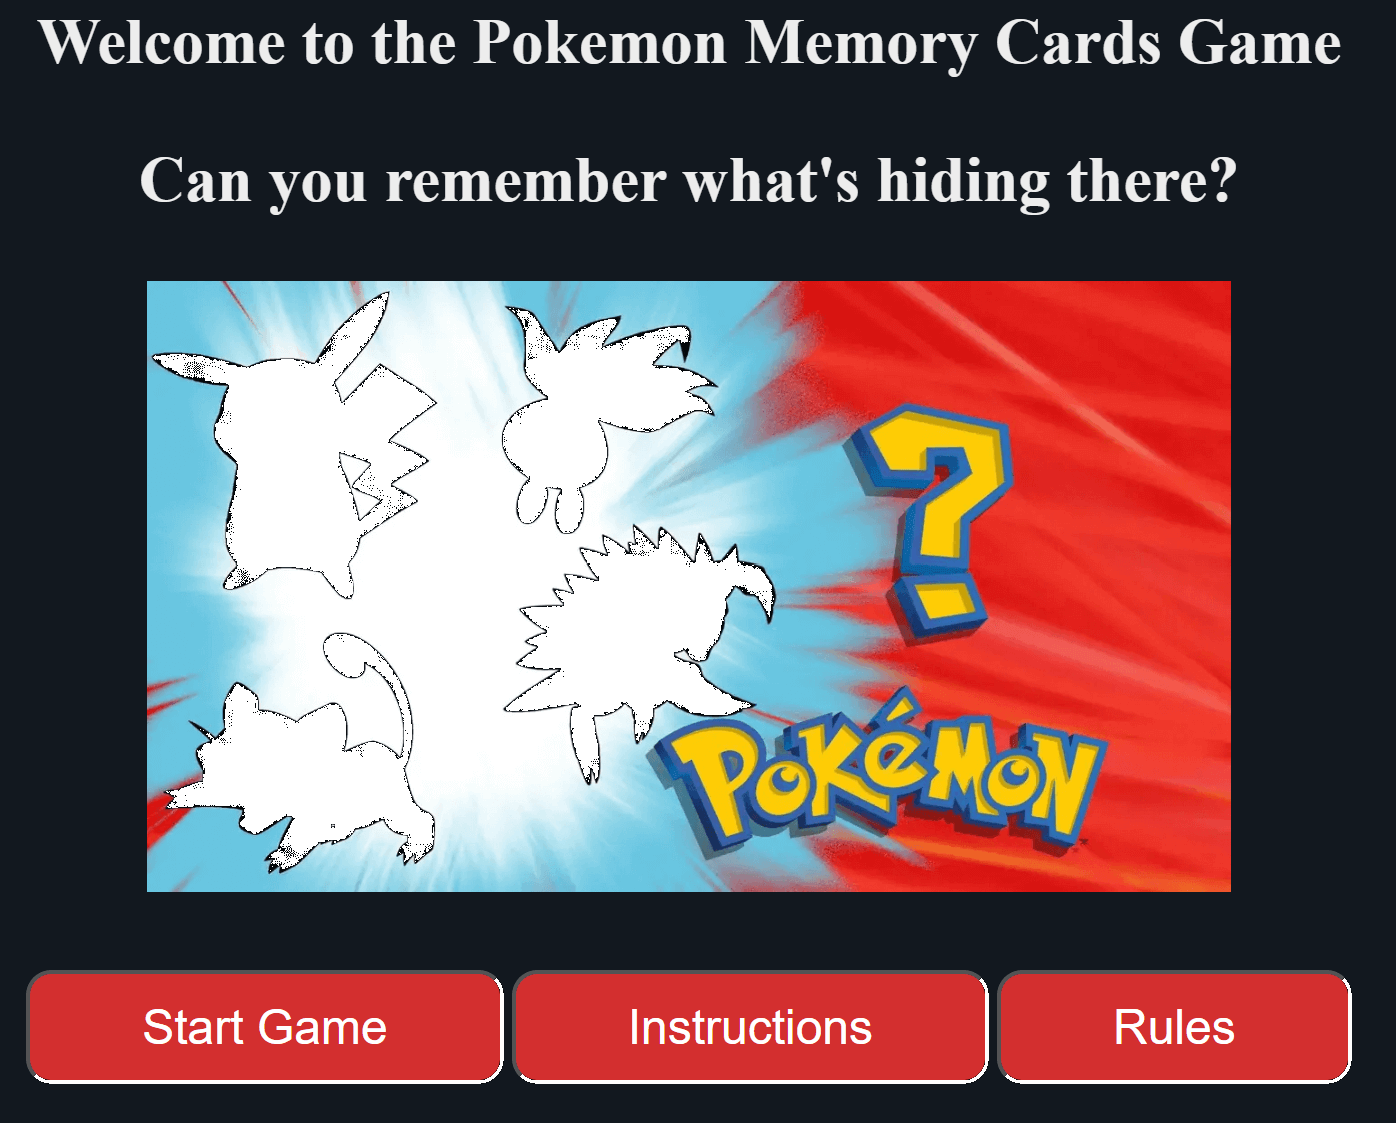 Welcome to the Pokemon Memory Cards Game
Can you remember what's hiding there?
?
POKéMON
Start Game
Instructions
Rules